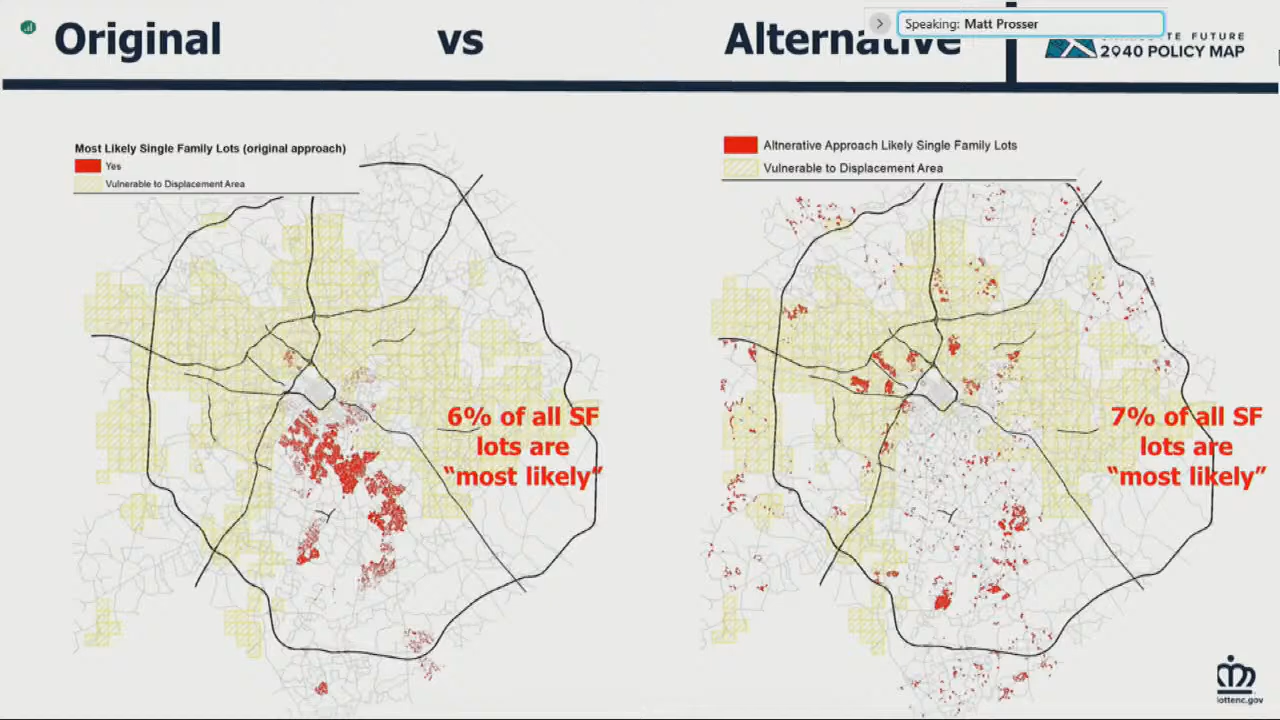 Original
vs
Alternative
Speaking: Matt Prosser
FUTURE
2040 POLICY MAP
Most Likely Single Family Lots (original approach)
Yes
Vulnerable to Displacement Area
Altnerative Approach Likely Single Family Lots
Vulnerable to Displacement Area
6% of all SF
lots are
“most likely”
7% of all SF
lots are
“most likely”
lottenc.gov